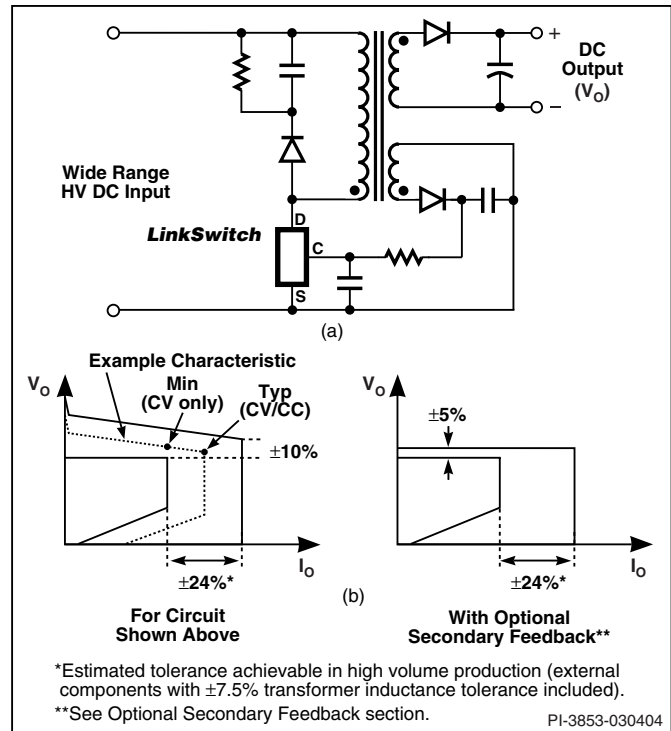 +
DC
Output
(VO)
−
Wide Range
HV DC Input
LinkSwitch
D
C
S
(a)
Example Characteristic
VO
Min
(CV only)
Typ
(CV/CC)
±10%
±24%*
IO
For Circuit
Shown Above
(b)
VO
±5%
±24%*
IO
With Optional
Secondary Feedback**
*Estimated tolerance achievable in high volume production (external
components with ±7.5% transformer inductance tolerance included).
**See Optional Secondary Feedback section.
PI-3853-030404